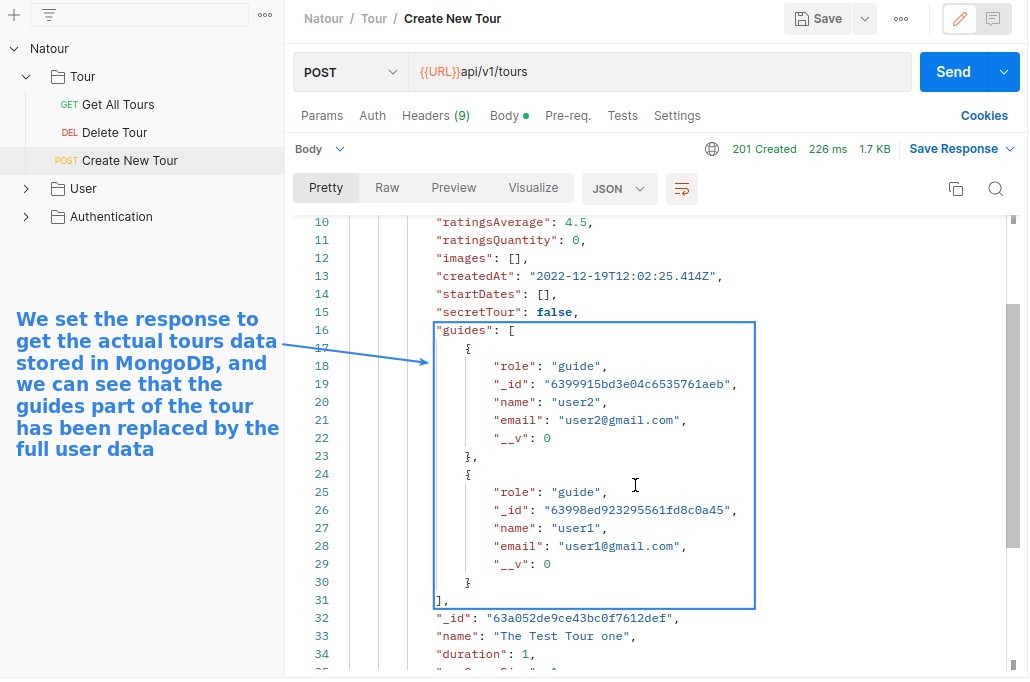 Natour / Tour / Create New Tour
Save
Natour
Tour
GET Get All Tours
DEL Delete Tour
POST Create New Tour
User
Authentication
POST
{{URL}}api/v1/tours
Send
Params Auth Headers (9) Body Pre-req. Tests Settings
Cookies
Body
201 Created 226 ms 1.7 KB Save Response
Pretty Raw Preview Visualize JSON
We set the response to
get the actual tours data
stored in MongoDB, and
we can see that the
guides part of the tour
has been replaced by the
full user data
10 "ratingsAverage": 4.5,
11 "ratingsQuantity": 0,
12 "images": [],
13 "createdAt": "2022-12-19T12:02:25.414Z",
14 "startDates": [],
15 "secretTour": false,
16 "guides": [
17 {
18 "role": "guide",
19 "_id": "6399915bd3e04c6535761aeb",
20 "name": "user2",
21 "email": "user2@gmail.com",
22 "__v": 0
23 },
24 {
25 "role": "guide",
26 "_id": "63998ed923295561fd8c0a45",
27 "name": "user1",
28 "email": "user1@gmail.com",
29 "__v": 0
30 }
31 ],
32 "_id": "63a052de9ce43bc0f7612def",
33 "name": "The Test Tour one",
34 "duration": 1,